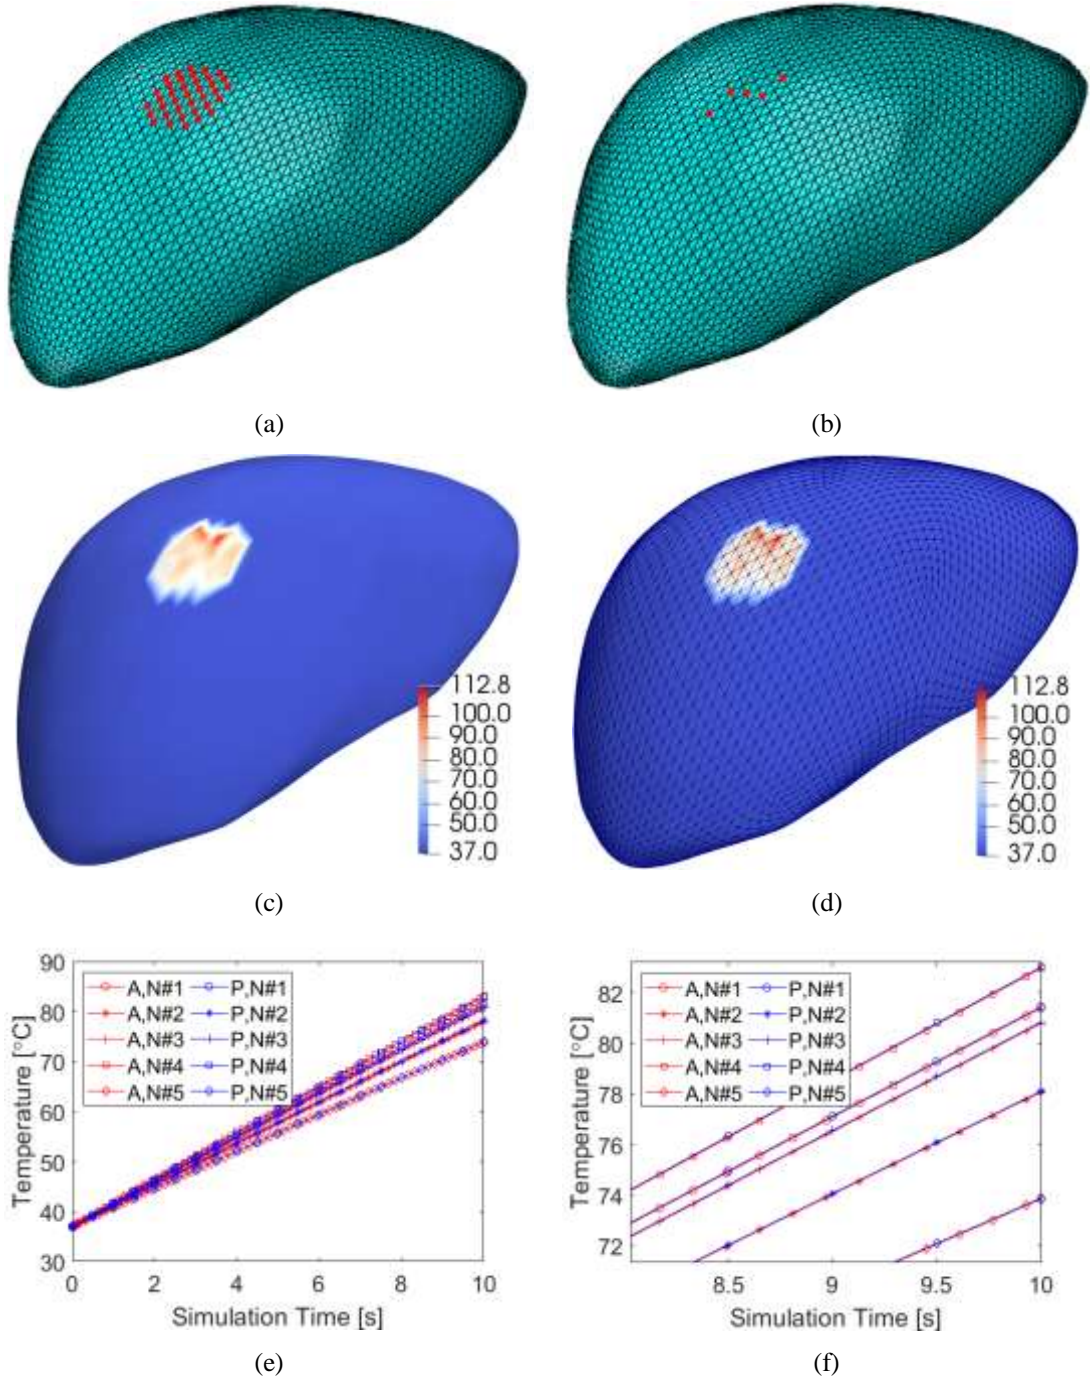 (a)
(b)
112.8
100.0
90.0
80.0
70.0
60.0
50.0
37.0
112.8
100.0
90.0
80.0
70.0
60.0
50.0
37.0
(c)
(d)
90
80
70
60
50
40
30
Temperature [°C]
A,N#1 P,N#1
A,N#2 P,N#2
A,N#3 P,N#3
A,N#4 P,N#4
A,N#5 P,N#5
0 2 4 6 8 10
Simulation Time [s]
82
80
78
76
74
72
Temperature [°C]
A,N#1 P,N#1
A,N#2 P,N#2
A,N#3 P,N#3
A,N#4 P,N#4
A,N#5 P,N#5
8.5 9 9.5 10
Simulation Time [s]
(e)
(f)